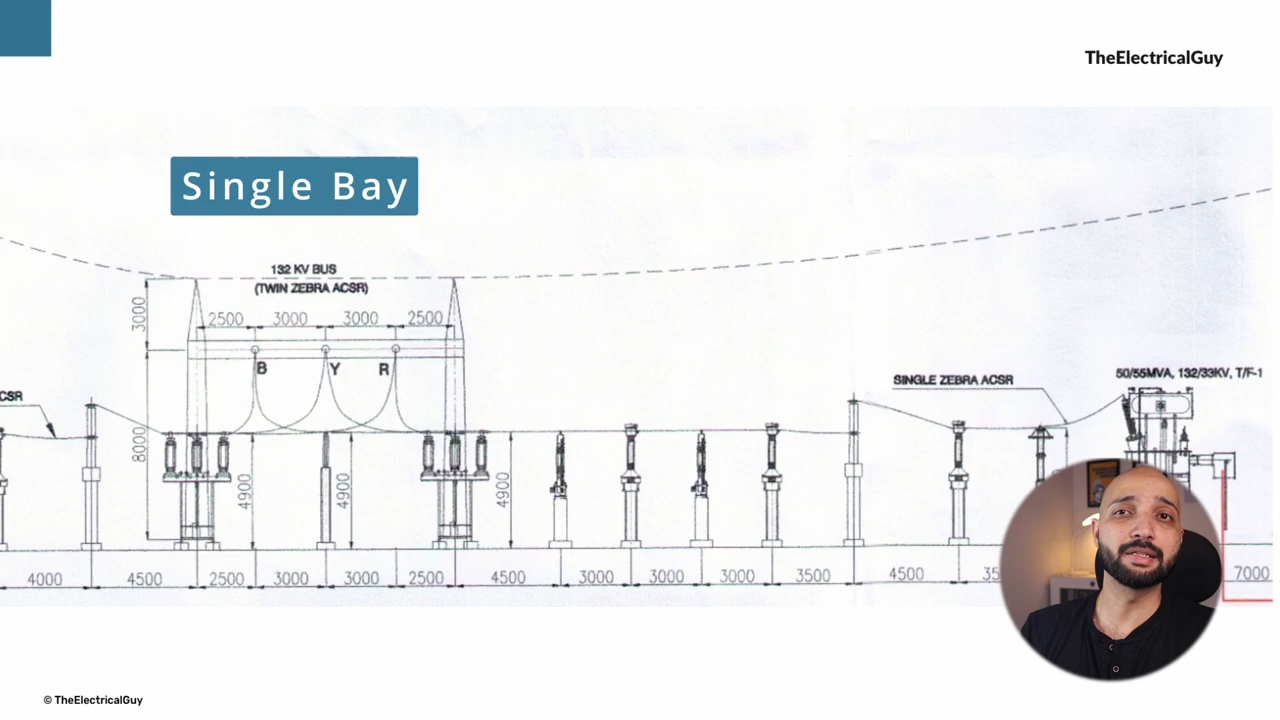 TheElectricalGuy
Single Bay
132 KV BUS
(TWIN ZEBRA ACSR)
3000
2500 3000 3000 2500
B Y R
CSR
SINGLE ZEBRA ACSR
50/55MVA, 132/33KV, T/F-1
8000
4900
4900
4900
4000 4500 2500 3000 3000 2500 4500 3000 3000 3000 3500 4500 35 7000
© TheElectricalGuy